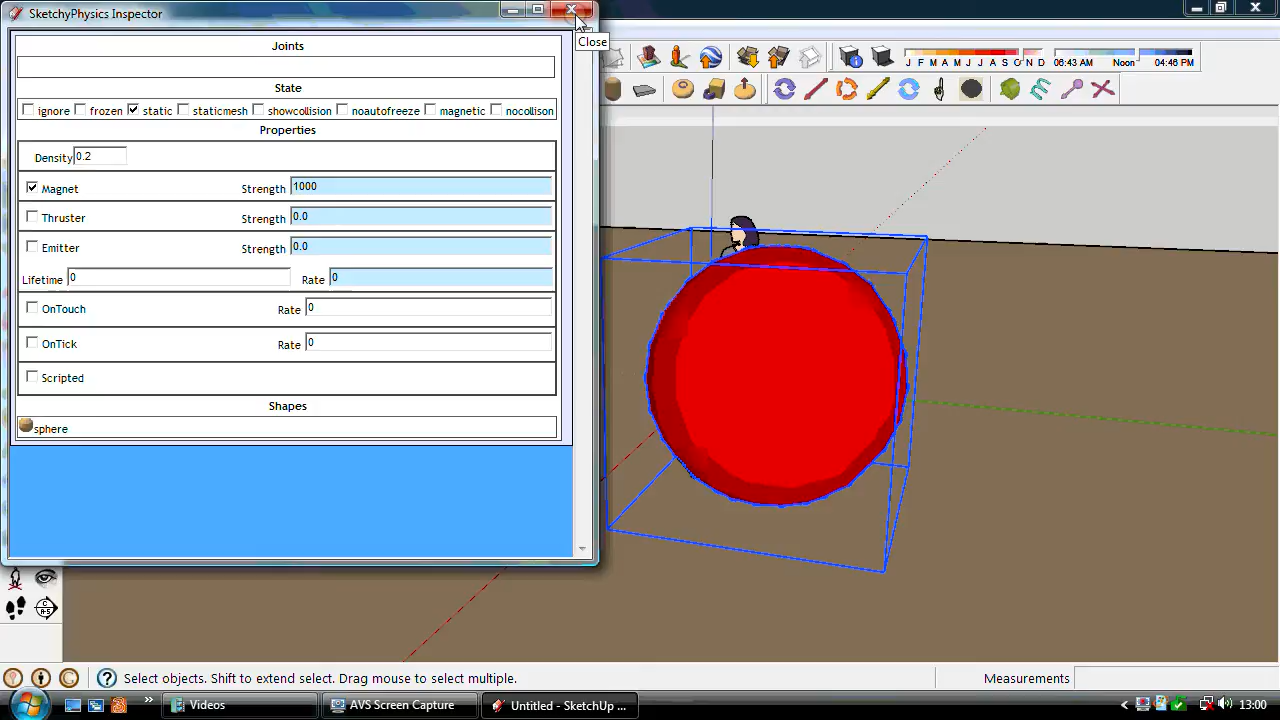 SketchyPhysics Inspector
Close
Joints
State
ignore frozen static staticmesh showcollision noautofreeze magnetic nocollison
Properties
Density 0.2
Magnet Strength 1000
Thruster Strength 0.0
Emitter Strength 0.0
Lifetime 0 Rate 0
OnTouch Rate 0
OnTick Rate 0
Scripted
Shapes
sphere
J F M A M J J A S O N D 06:43 AM Noon 04:46 PM
Select objects. Shift to extend select. Drag mouse to select multiple. Measurements
Videos AVS Screen Capture Untitled - SketchUp ... 13:00